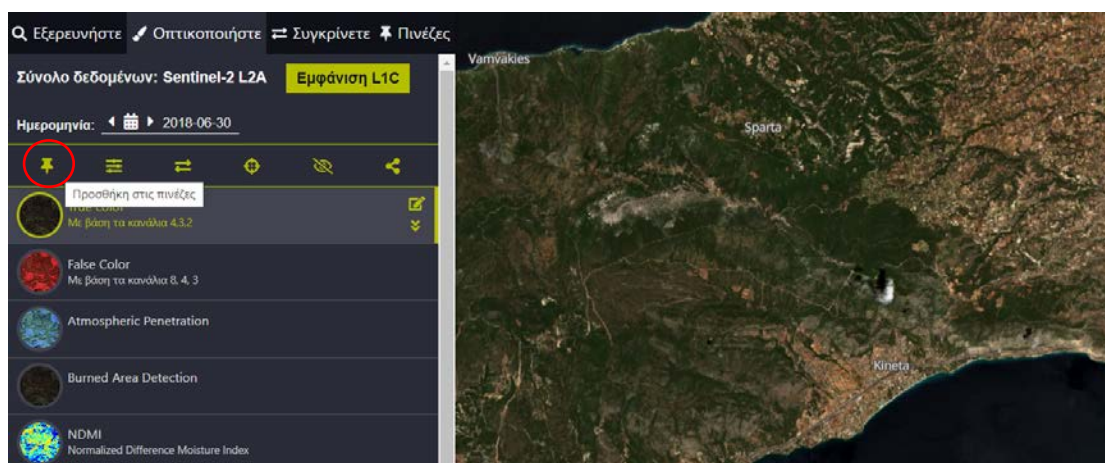 Εξερευνήστε Οπτικοποιήστε Συγκρίνετε Πινέζες
Σύνολο δεδομένων: Sentinel-2 L2A Εμφάνιση L1C
Ημερομηνία: 2018-06-30
Προσθήκη στις πινέζες
True Color
Με βάση τα κανάλια 4,3,2
False Color
Με βάση τα κανάλια 8, 4, 3
Atmospheric Penetration
Burned Area Detection
NDMI
Normalized Difference Moisture Index
Vamvakies
Sparta
Kineta